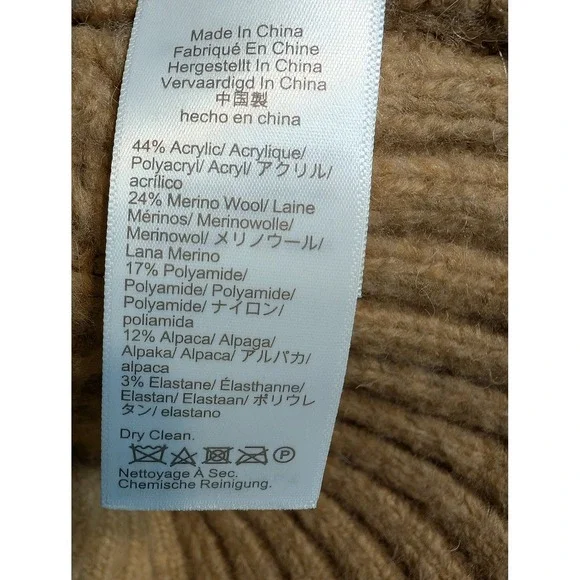 Made In China
Fabriqué En Chine
Hergestellt In China
Vervaardigd In China
中国製
hecho en china
44% Acrylic/ Acrylique/
Polyacryl/ Acryl/ アクリル/
acrílico
24% Merino Wool/ Laine
Mérinos/ Merinowolle/
Merinowol/ メリノウール/
Lana Merino
17% Polyamide/
Polyamide/ Polyamid/
Polyamide/ ナイロン/
poliamida
12% Alpaca/ Alpaga/
Alpaka/ Alpaca/ アルパカ/
alpaca
3% Elastane/ Élasthanne/
Elastan/ Elastaan/ ポリウレ
タン/ elastano
Dry Clean.
P
Nettoyage À Sec.
Chemische Reinigung.